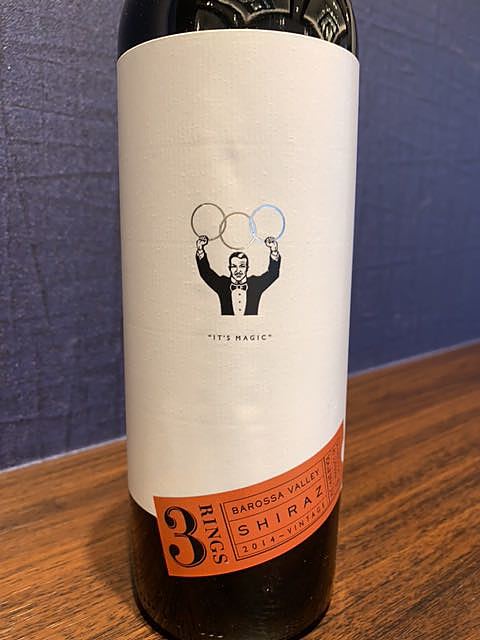 "IT'S MAGIC"
3 RINGS
BAROSSA VALLEY
SHIRAZ
2014~VINTAGE